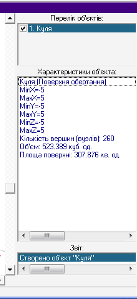 Перелік об'єктів:
1. Куля
Характеристики об'єкта:
Куля (Поверхня обертання)
MinX=-5
MaxX=5
MinY=-5
MaxY=5
MinZ=-5
MaxZ=5
Кількість вершин (вузлів): 260
Об'єм: 523.389 куб. од
Площа поверхні: 307.876 кв. од
Звіт
Створено об'єкт "Куля"